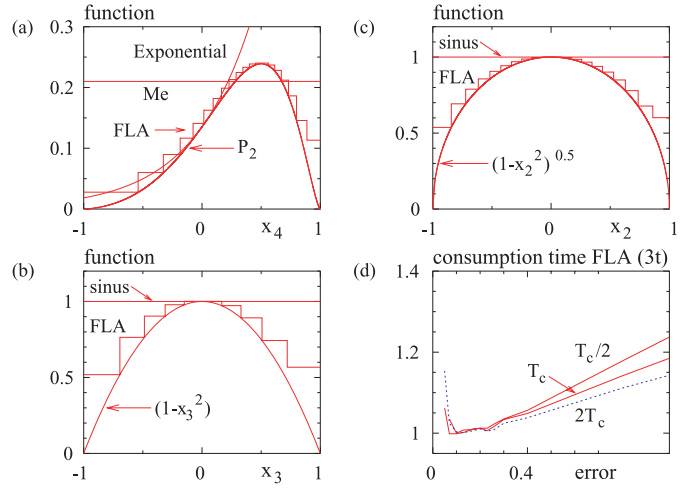 (a)
function
0.3
0.2
0.1
0
-1
0
x₄
1
Exponential
Me
FLA
P₂
(c)
function
sinus
1
0.5
0
-1
0
x₂
1
FLA
(1-x₂²)^0.5
(b)
function
sinus
1
0.5
0
-1
0
x₃
1
FLA
(1-x₃²)
(d)
consumption time FLA (3t)
1.4
1.2
1
0
0.4
error
T_c/2
T_c
2T_c